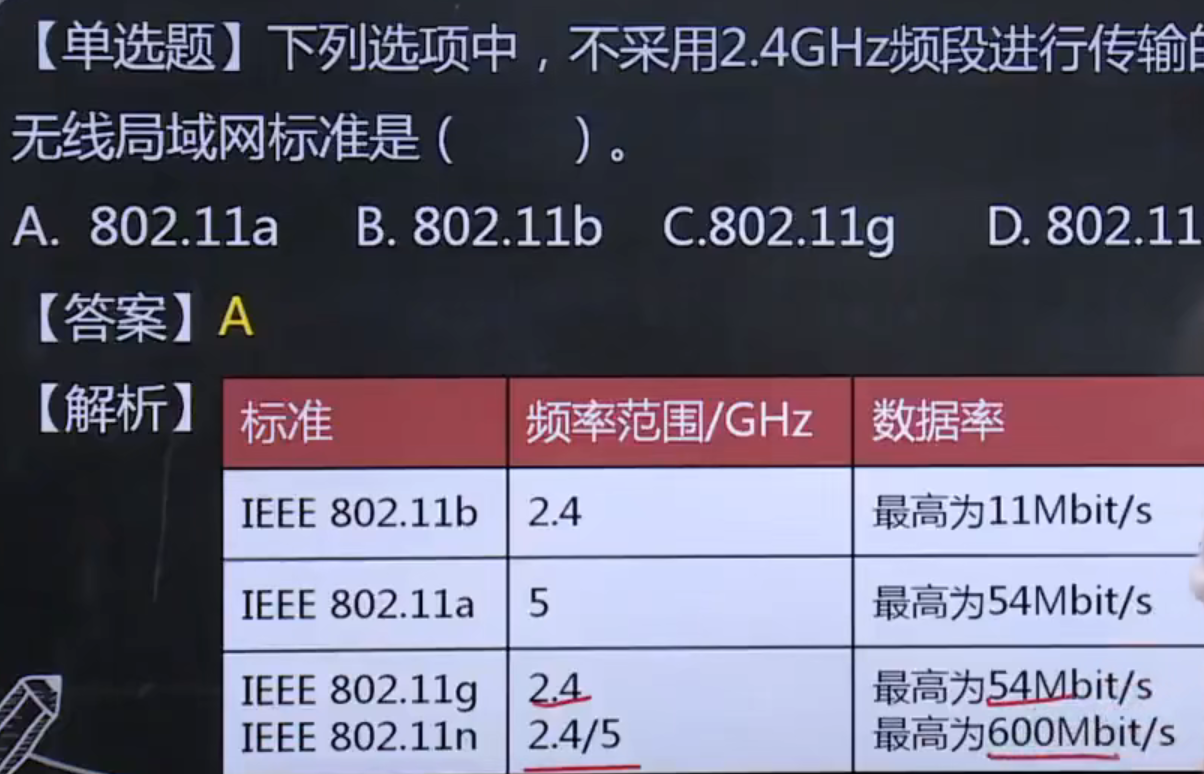 【单选题】下列选项中，不采用2.4GHz频段进行传输的
无线局域网标准是（ ）。
A. 802.11a B. 802.11b C.802.11g D. 802.11
【答案】A
【解析】
标准 频率范围/GHz 数据率
IEEE 802.11b 2.4 最高为11Mbit/s
IEEE 802.11a 5 最高为54Mbit/s
IEEE 802.11g 2.4 最高为54Mbit/s
IEEE 802.11n 2.4/5 最高为600Mbit/s